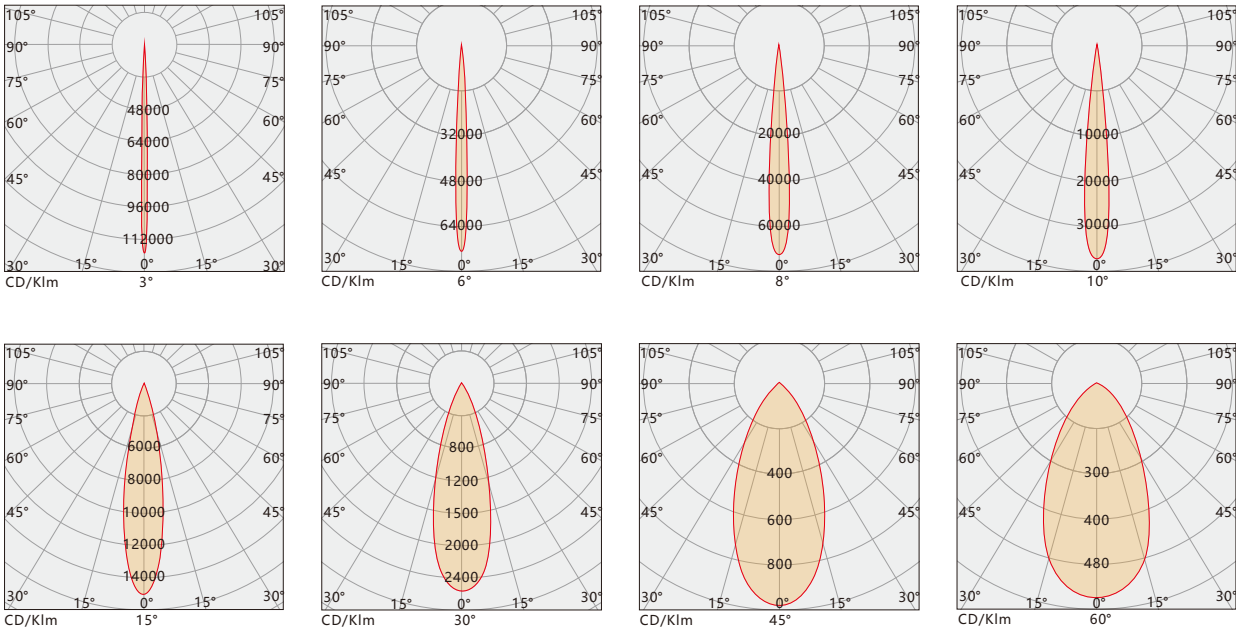 105° 105° 105° 105° 105° 105° 105° 105°
90° 90° 90° 90° 90° 90° 90° 90°
75° 75° 75° 75° 75° 75° 75° 75°
48000
60° 60° 60° 60° 60° 60° 60° 60°
32000 20000 10000
64000
45° 80000 45° 45° 48000 45° 45° 40000 45° 45° 20000 45°
96000
64000 60000 30000
112000
30° 15° 0° 15° 30° 30° 15° 0° 15° 30° 30° 15° 0° 15° 30° 30° 15° 0° 15° 30°
CD/Klm 3° CD/Klm 6° CD/Klm 8° CD/Klm 10°
105° 105° 105° 105° 105° 105° 105° 105°
90° 90° 90° 90° 90° 90° 90° 90°
75° 75° 75° 75° 75° 75° 75° 75°
6000 800
60° 60° 60° 60° 60° 60° 60° 60°
8000 1200 400 300
45° 10000 45° 45° 1500 45° 45° 600 45° 45° 400 45°
12000 2000
14000 2400 800 480
30° 15° 0° 15° 30° 30° 15° 0° 15° 30° 30° 15° 0° 15° 30° 30° 15° 0° 15° 30°
CD/Klm 15° CD/Klm 30° CD/Klm 45° CD/Klm 60°